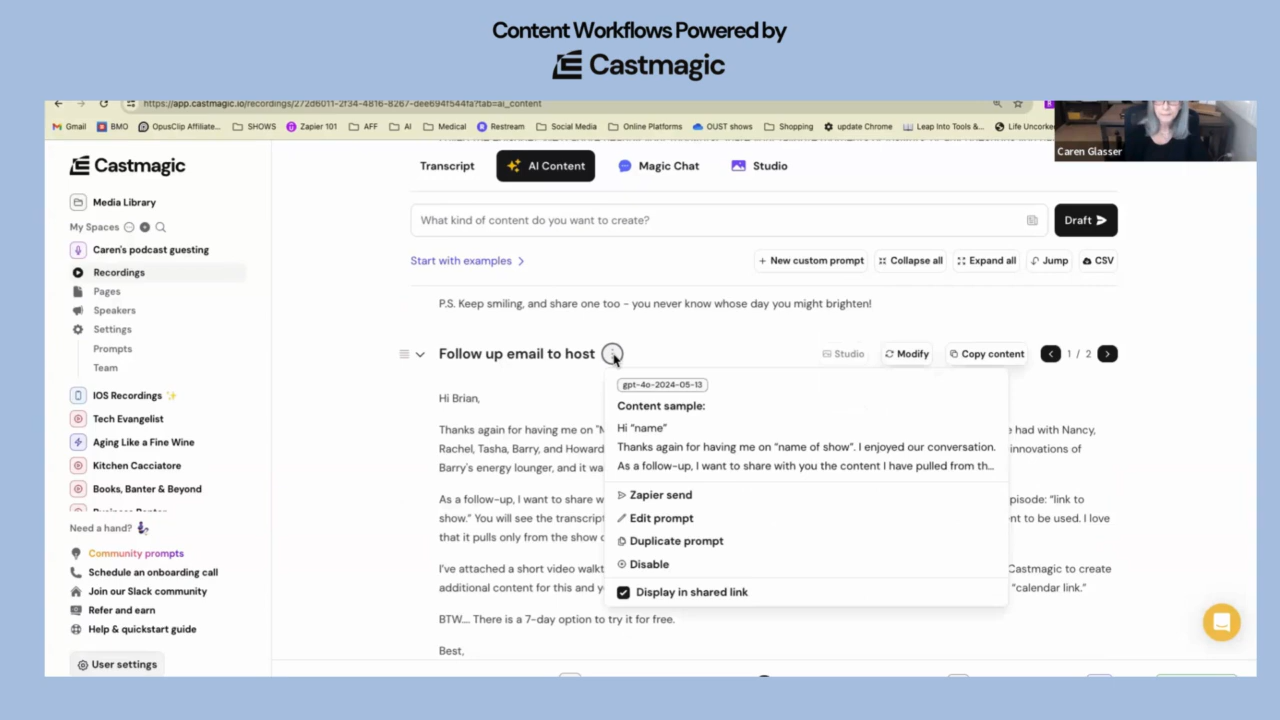 Content Workflows Powered by
Castmagic
https://app.castmagic.io/recordings/272d6011-2f34-4816-8267-dee694f544fa?tab=ai_content
Gmail
BMO
OpusClip Affiliate...
SHOWS
Zapier 101
AFF
AI
Medical
Restream
Social Media
Online Platforms
OUST shows
Shopping
update Chrome
Leap Into Tools &...
Life Uncorke
Caren Glasser
Castmagic
Media Library
My Spaces
Caren's podcast guesting
Recordings
Pages
Speakers
Settings
Prompts
Team
IOS Recordings
Tech Evangelist
Aging Like a Fine Wine
Kitchen Cacciatore
Books, Banter & Beyond
Need a hand?
Community prompts
Schedule an onboarding call
Join our Slack community
Refer and earn
Help & quickstart guide
User settings
Transcript
AI Content
Magic Chat
Studio
What kind of content do you want to create?
Draft
Start with examples
+ New custom prompt
Collapse all
Expand all
Jump
CSV
P.S. Keep smiling, and share one too - you never know whose day you might brighten!
Follow up email to host
Studio
Modify
Copy content
1 / 2
gpt-4o-2024-05-13
Content sample:
Hi "name"
Thanks again for having me on "name of show". I enjoyed our conversation.
As a follow-up, I want to share with you the content I have pulled from th...
Zapier send
Edit prompt
Duplicate prompt
Disable
Display in shared link
Hi Brian,
Thanks again for having me on "M
had with Nancy,
Rachel, Tasha, Barry, and Howard
innovations of
Barry's energy lounger, and it wa
As a follow-up, I want to share w
pisode: "link to
show." You will see the transcript
nt to be used. I love
that it pulls only from the show c
I've attached a short video walkt
Castmagic to create
additional content for this and y
"calendar link."
BTW.... There is a 7-day option to try it for free.
Best,